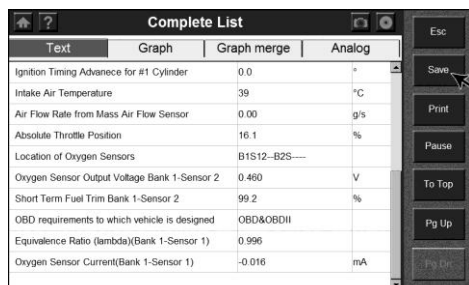 ? Complete List
Esc
Text Graph Graph merge Analog
Ignition Timing Advanece for #1 Cylinder 0.0 °
Save
Intake Air Temperature 39 °C
Air Flow Rate from Mass Air Flow Sensor 0.00 g/s
Print
Absolute Throttle Position 16.1 %
Pause
Location of Oxygen Sensors B1S12--B2S-----
Oxygen Sensor Output Voltage Bank 1-Sensor 2 0.460 V
To Top
Short Term Fuel Trim Bank 1-Sensor 2 99.2 %
OBD requirements to which vehicle is designed OBD&OBDII
Pg Up
Equivalence Ratio (lambda)(Bank 1-Sensor 1) 0.996
Oxygen Sensor Current(Bank 1-Sensor 1) -0.016 mA
Pg Dn